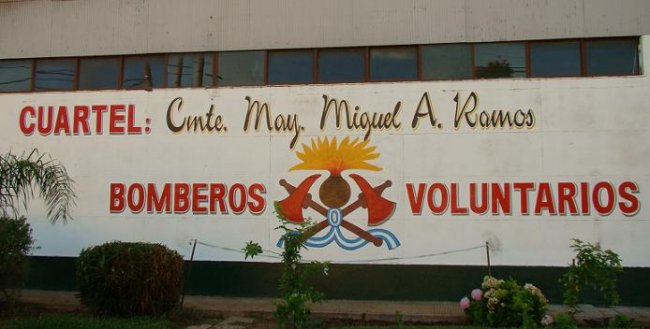 CUARTEL: Cmte. May. Miguel A. Ramos
BOMBEROS VOLUNTARIOS